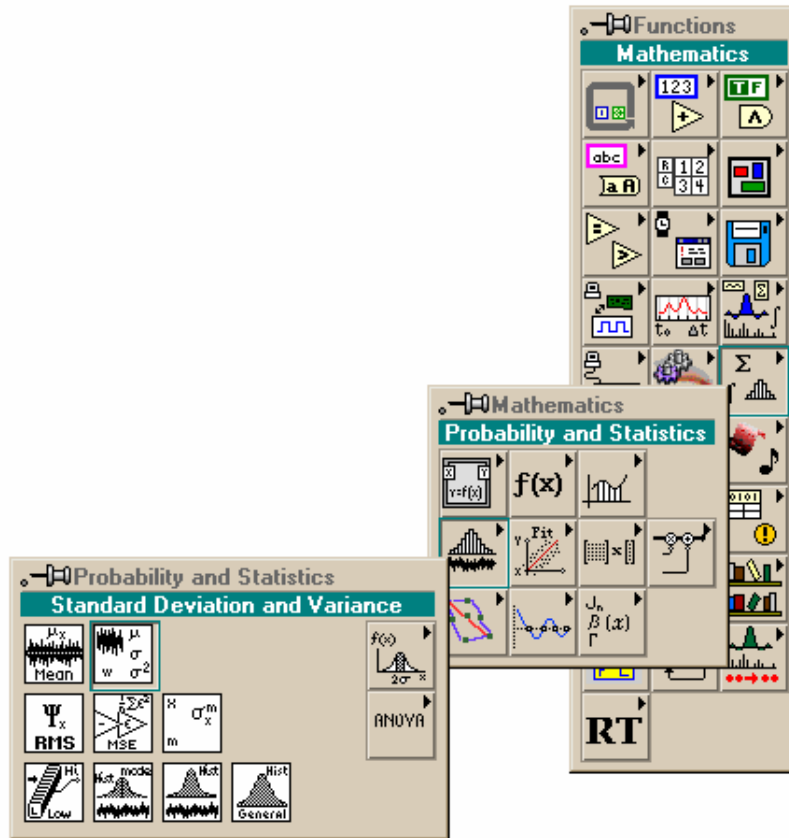 Functions
Mathematics
123
TF
abc
aA
R 1 2
C 3 4
t₀ Δt
Σ
Σ
Mathematics
Probability and Statistics
X Y
Y=f(x)
f(x)
Y Fit
X
0101
Jn
β(x)
Γ
Probability and Statistics
Standard Deviation and Variance
μx
Mean
μ
σ
w σ²
f(x)
2σ x
Ψx
RMS
MSE
x
σxm
m
ANOVA
Hi
Low
Hist mode
Hist
Hist
General
RT